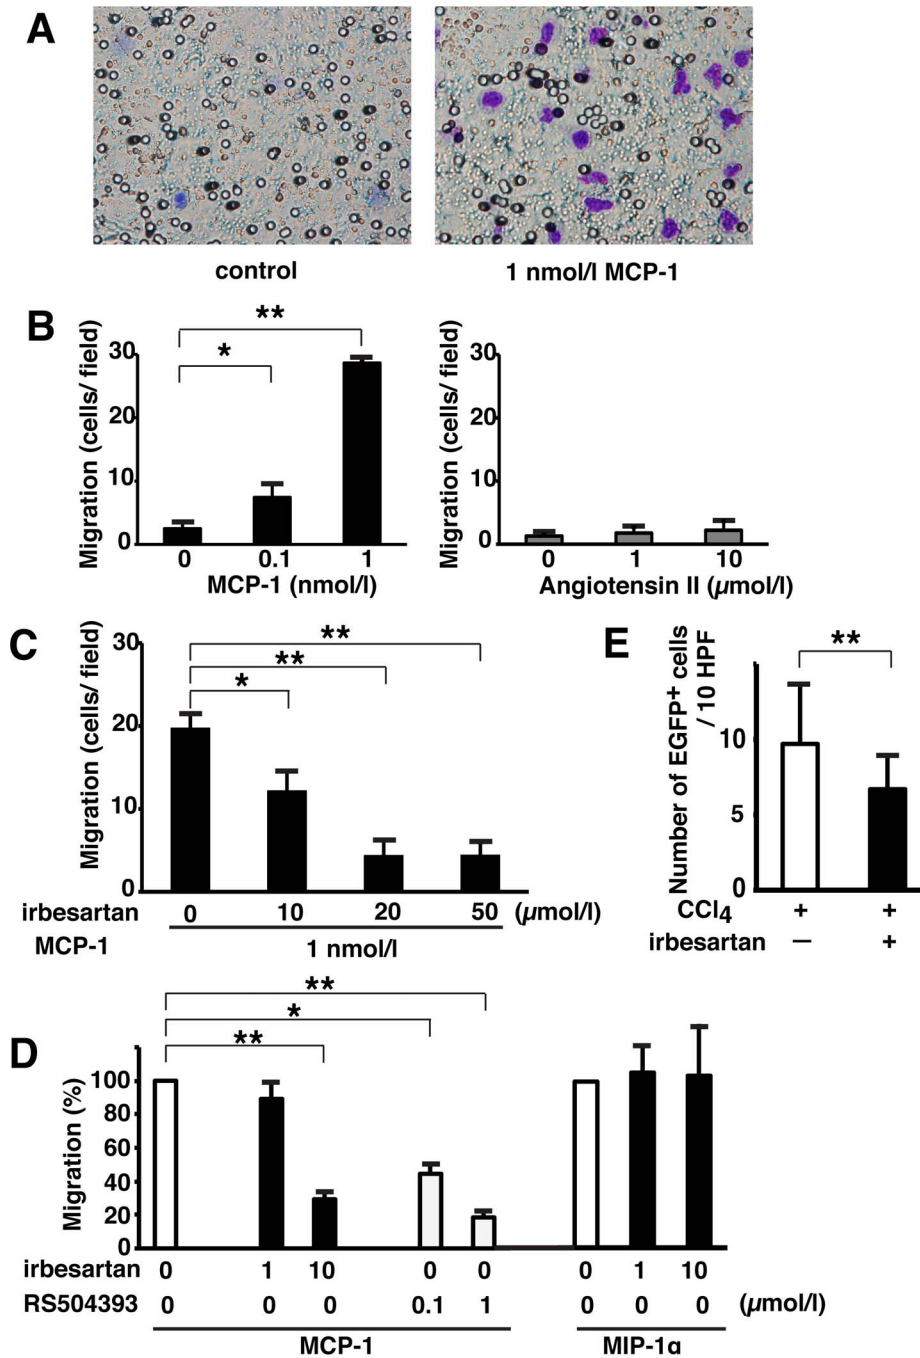 A
control
1 nmol/l MCP-1
B
Migration (cells/ field)
30
20
10
0
**
*
0 0.1 1
MCP-1 (nmol/l)
Migration (cells/ field)
30
20
10
0
0 1 10
Angiotensin II (µmol/l)
C
Migration (cells/ field)
30
20
10
0
**
**
*
irbesartan 0 10 20 50 (µmol/l)
MCP-1 1 nmol/l
E
Number of EGFP+ cells
/ 10 HPF
10
5
0
**
CCl4 + +
irbesartan — +
D
Migration (%)
100
80
60
40
20
0
**
*
**
irbesartan 0 1 10 0 0 0 1 10
RS504393 0 0 0 0.1 1 0 0 0 (µmol/l)
MCP-1 MIP-1α